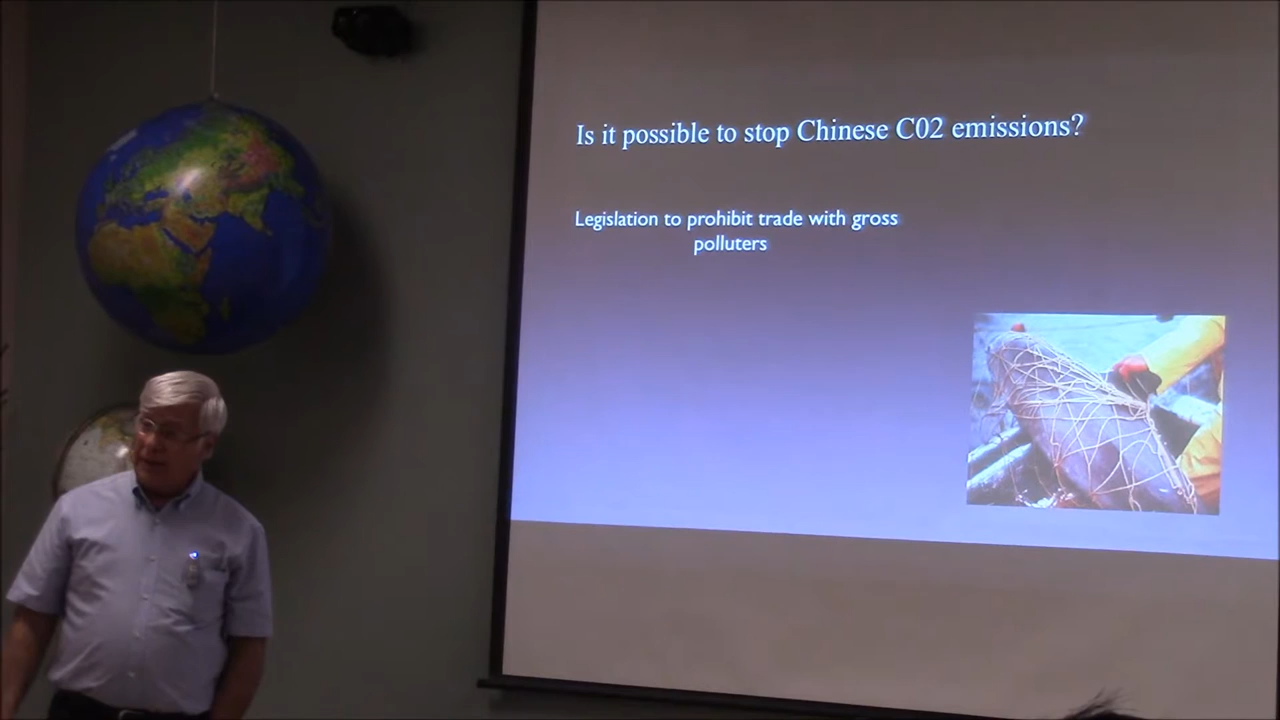 Is it possible to stop Chinese C02 emissions?
Legislation to prohibit trade with gross
polluters